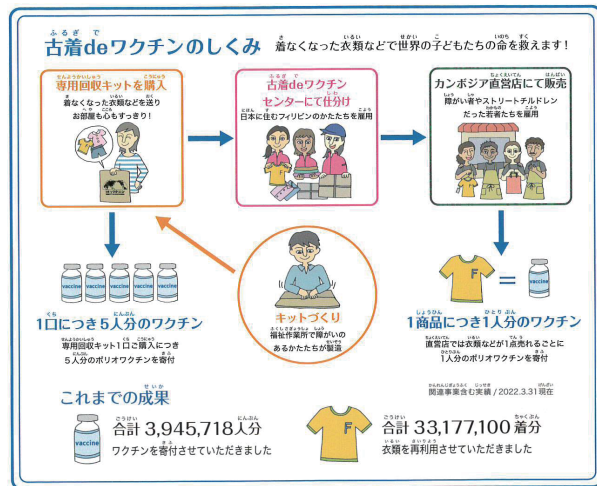 古着deワクチンのしくみ 着なくなった衣類などで世界の子どもたちの命を救えます!
専用回収キットを購入
着なくなった衣類などを送り
お部屋も心もすっきり!
古着deワクチン
センターにて仕分け
日本に住むフィリピンのかたたちを雇用
カンボジア直営店にて販売
障がい者やストリートチルドレン
だった若者たちを雇用
vaccine vaccine vaccine vaccine vaccine
1口につき5人分のワクチン
専用回収キット1口ご購入につき
5人分のポリオワクチンを寄付
キットづくり
福祉作業所で障がいの
あるかたたちが製造
F = vaccine
1商品につき1人分のワクチン
直営店では衣類などが1点売れるごとに
1人分のポリオワクチンを寄付
これまでの成果
関連事業含む実績/2022.3.31現在
vaccine
合計 3,945,718人分
ワクチンを寄付させていただきました
F
合計 33,177,100着分
衣類を再利用させていただきました